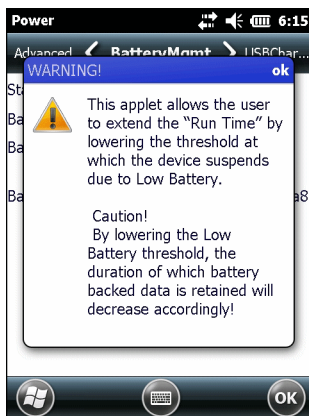 Power 6:15
Advanced BatteryMgmt USBChar...
WARNING! ok
This applet allows the user
to extend the “Run Time” by
lowering the threshold at
which the device suspends
due to Low Battery.
Caution!
By lowering the Low
Battery threshold, the
duration of which battery
backed data is retained will
decrease accordingly!
OK